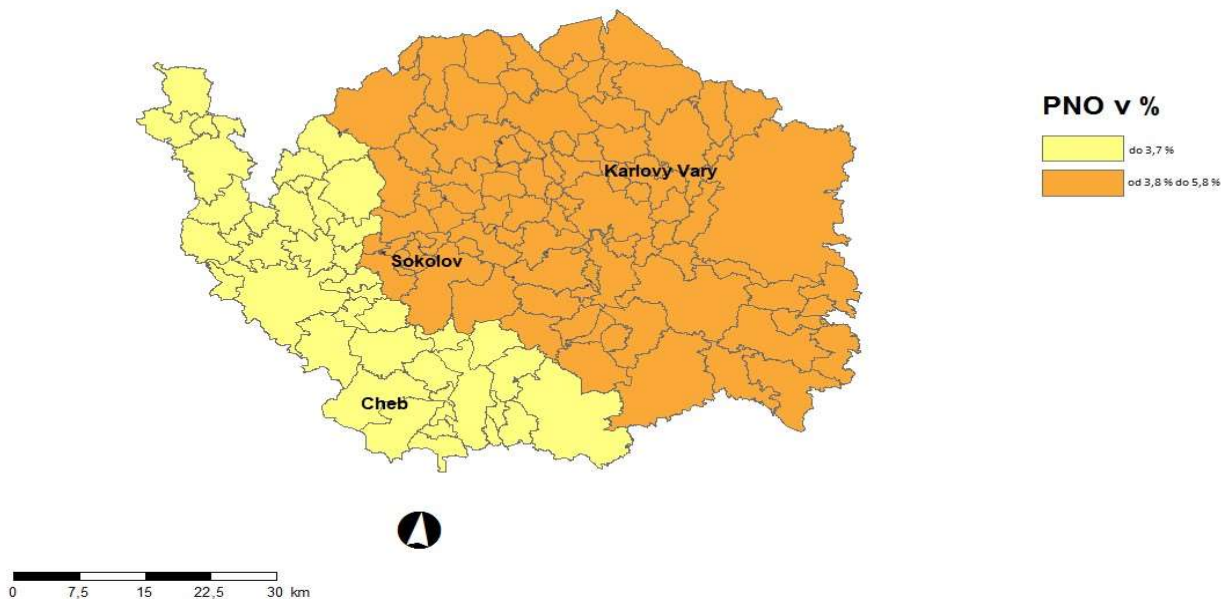 PNO v %
do 3,7 %
od 3,8 % do 5,8 %
Karlovy Vary
Sokolov
Cheb
0 7,5 15 22,5 30 km